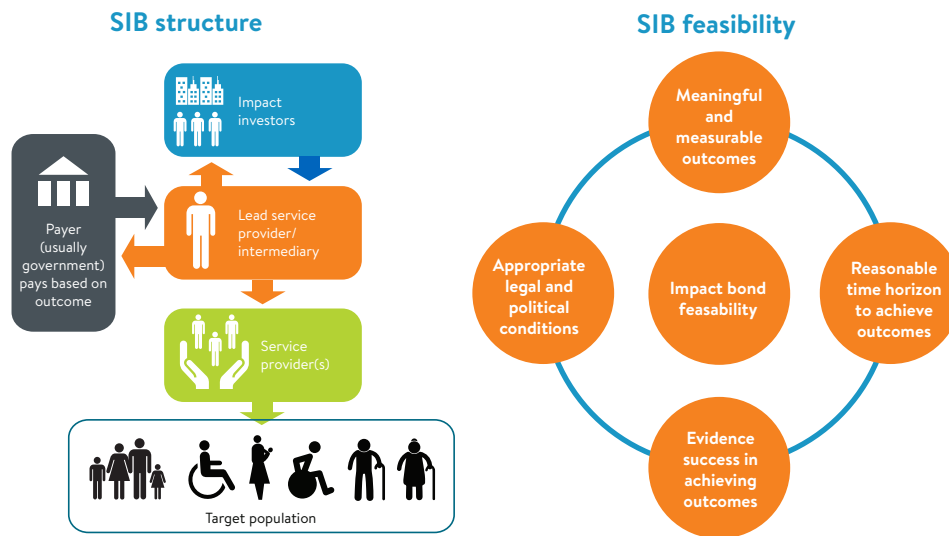 SIB structure
Impact
investors
Payer
(usually
government)
pays based on
outcome
Lead service
provider/
intermediary
Service
provider(s)
Target population
SIB feasibility
Meaningful
and
measurable
outcomes
Appropriate
legal and
political
conditions
Impact bond
feasability
Reasonable
time horizon
to achieve
outcomes
Evidence
success in
achieving
outcomes